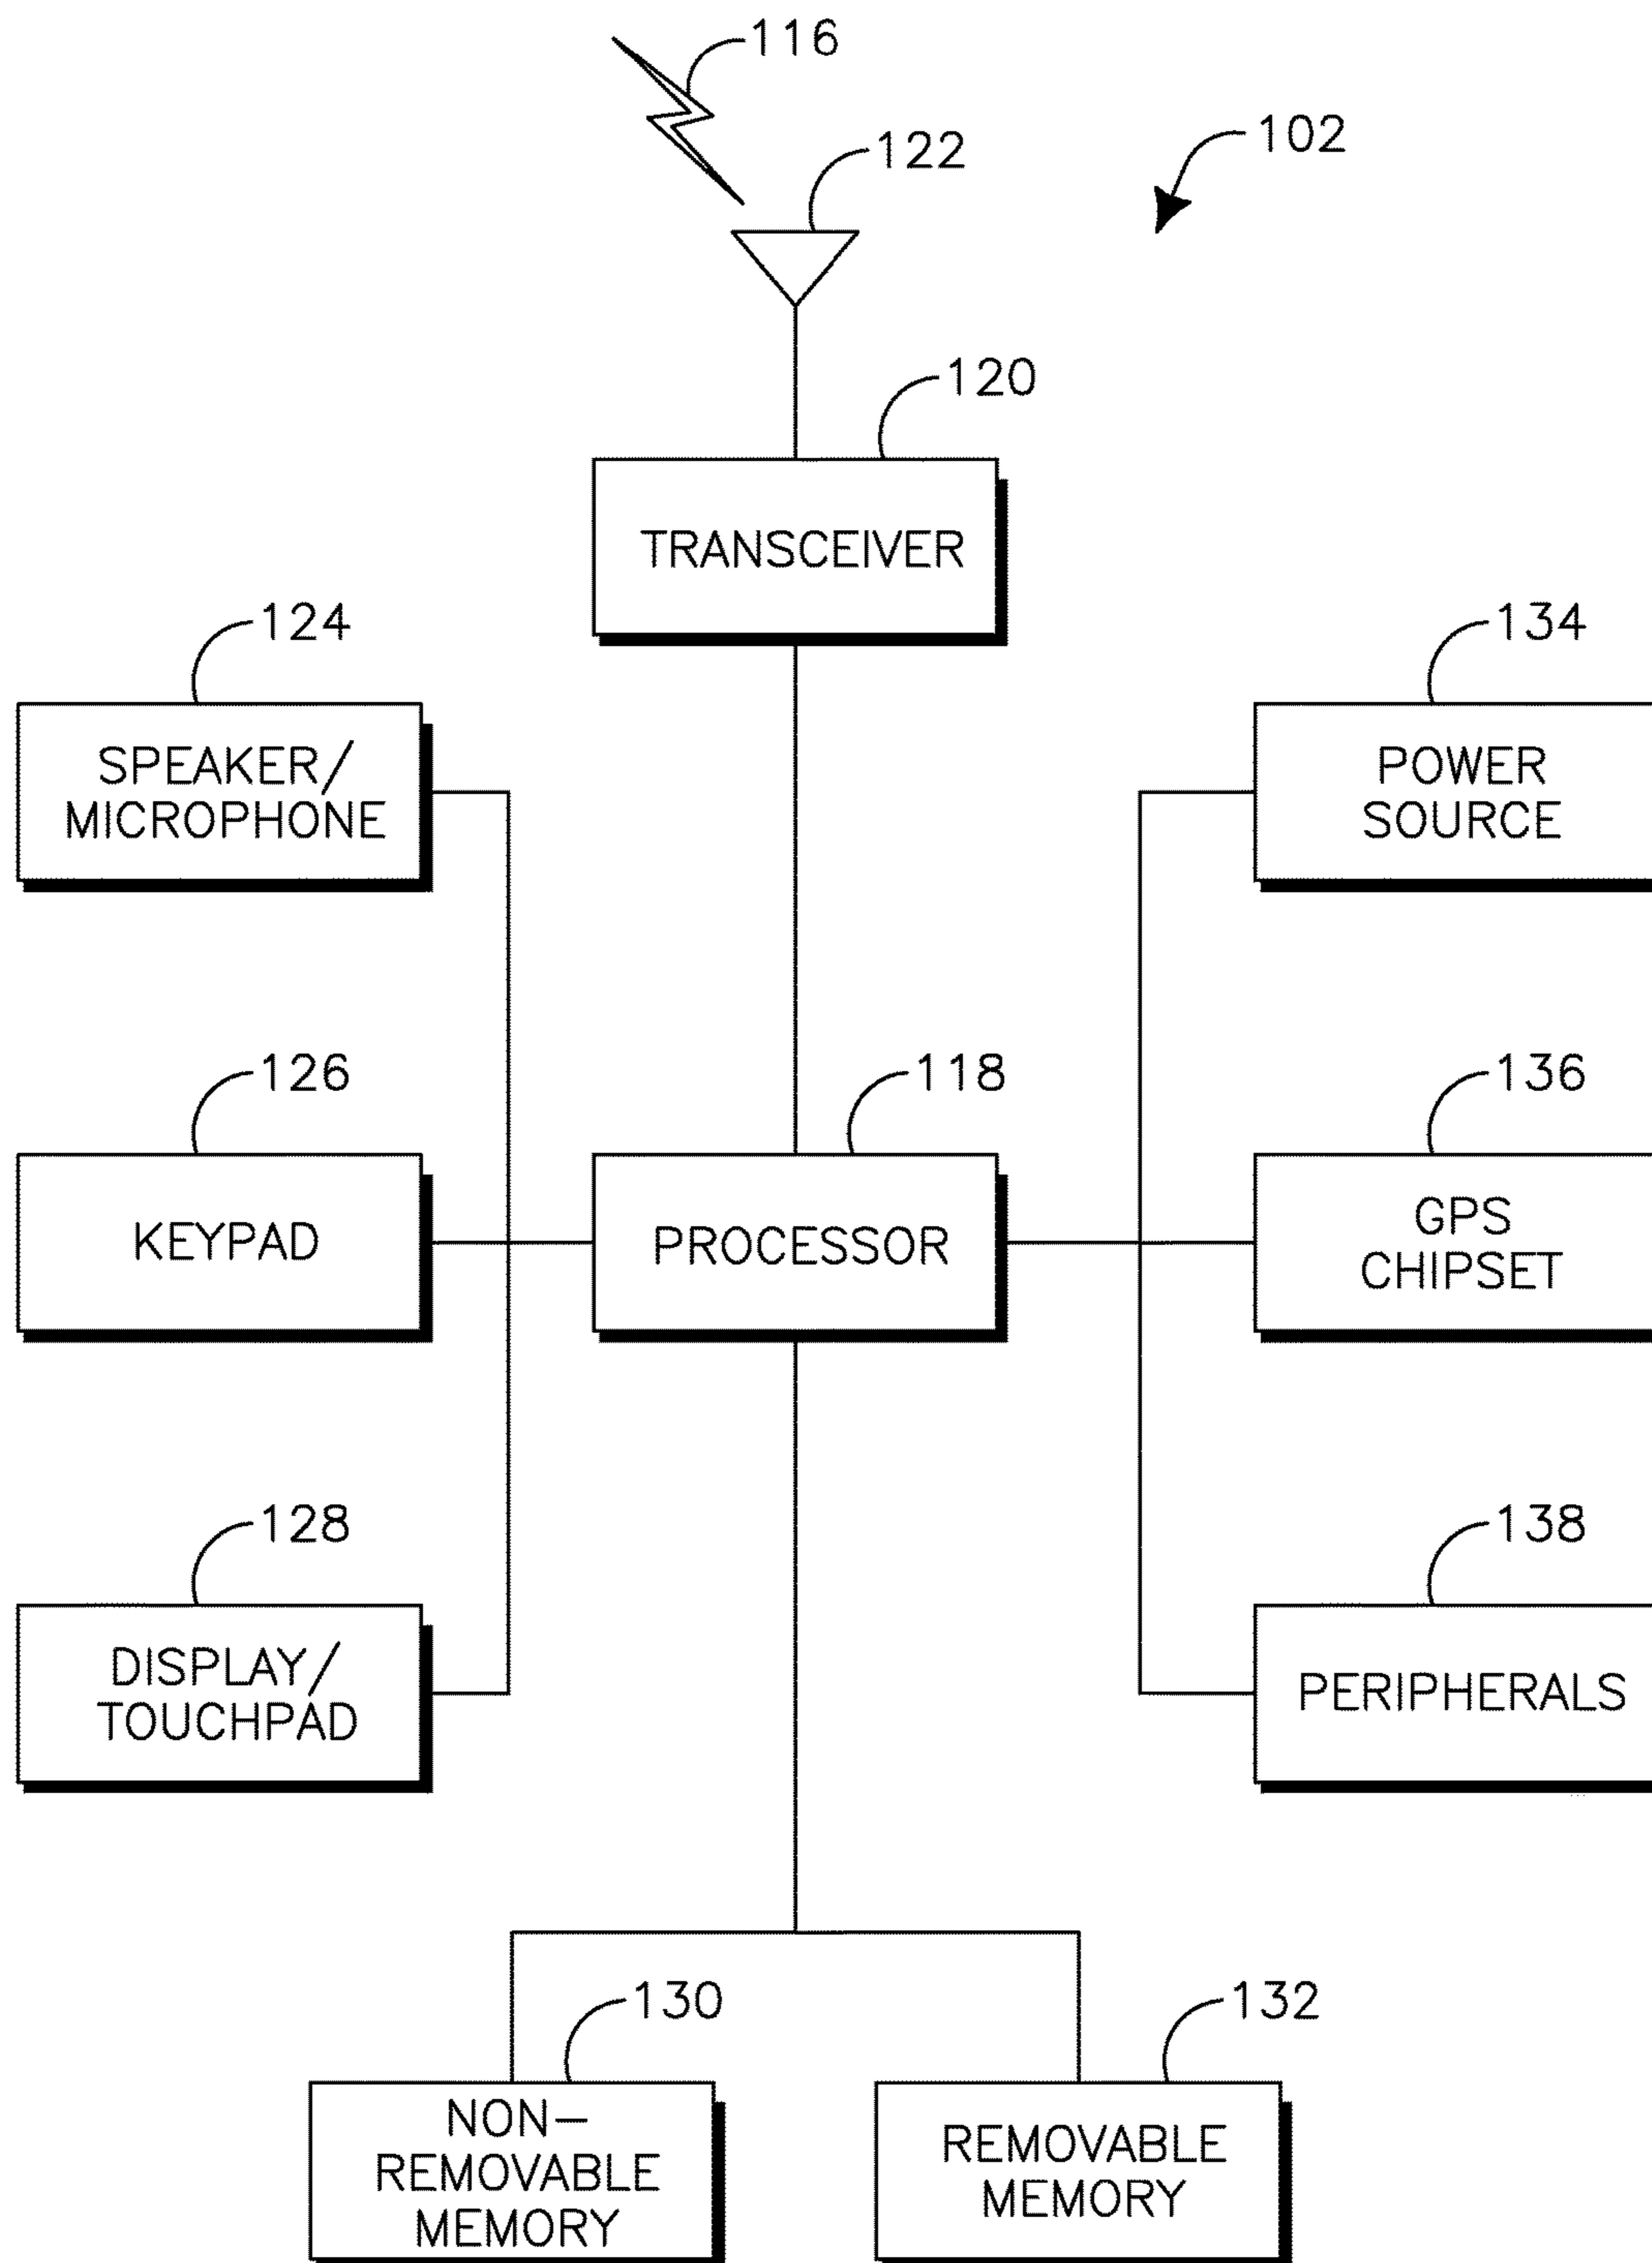 116
122
102
120
TRANSCEIVER
124
134
SPEAKER/
MICROPHONE
POWER
SOURCE
126
118
136
KEYPAD
PROCESSOR
GPS
CHIPSET
128
138
DISPLAY/
TOUCHPAD
PERIPHERALS
130
132
NON-
REMOVABLE
MEMORY
REMOVABLE
MEMORY